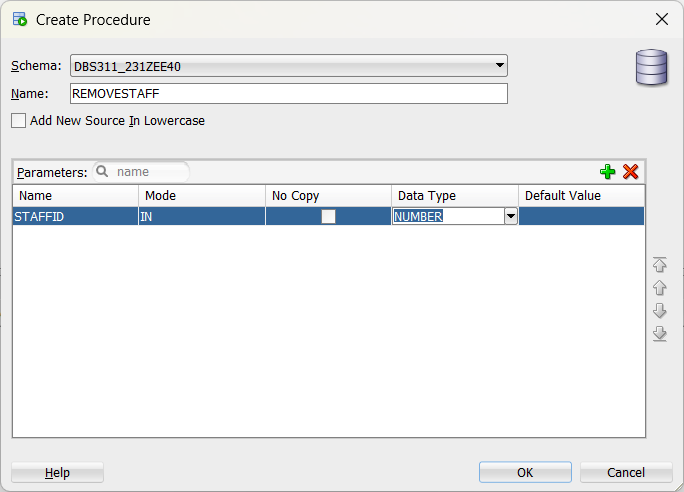 Create Procedure
Schema: DBS311_231ZEE40
Name: REMOVESTAFF
Add New Source In Lowercase
Parameters: name
Name Mode No Copy Data Type Default Value
STAFFID IN NUMBER
Help OK Cancel